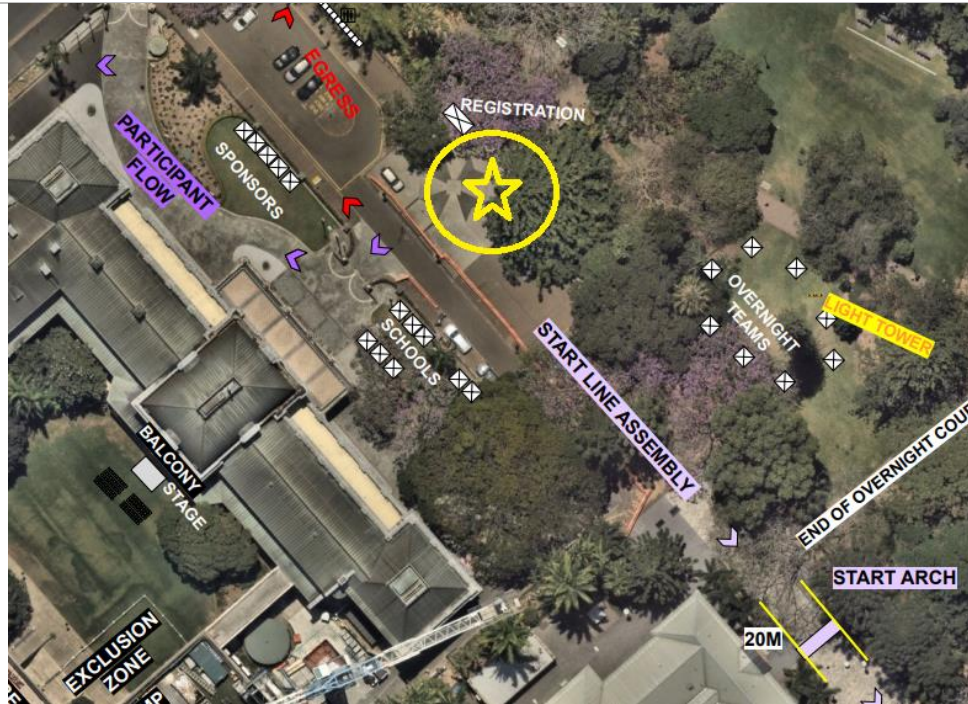 EGRESS
REGISTRATION
PARTICIPANT
FLOW
SPONSORS
OVERNIGHT
TEAMS
LIGHT TOWER
SCHOOLS
START LINE ASSEMBLY
BALCONY
STAGE
END OF OVERNIGHT COU
START ARCH
20M
EXCLUSION
ZONE